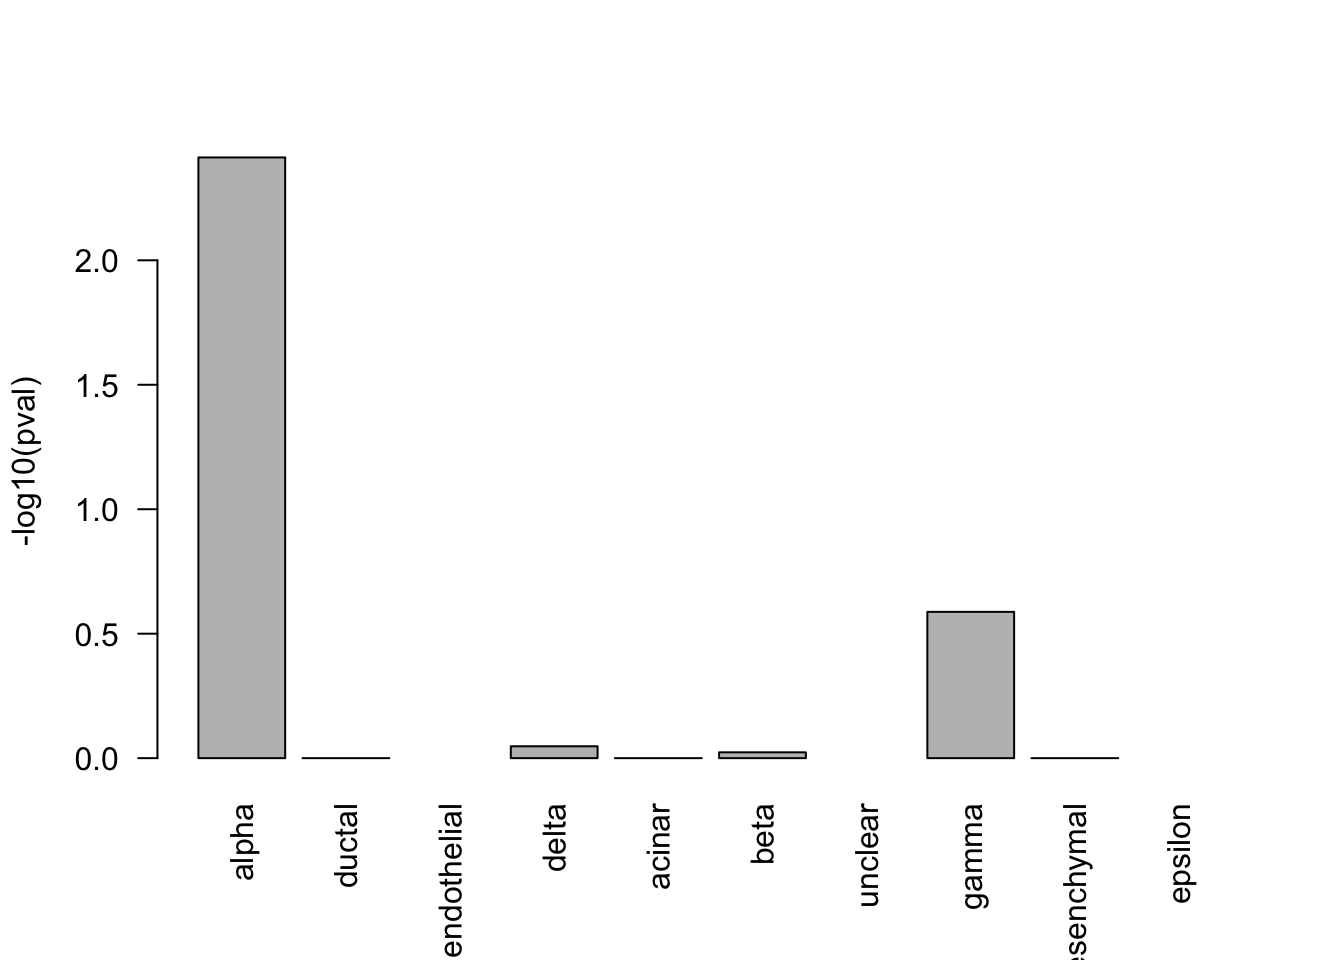 -log10(pval)
2.0
1.5
1.0
0.5
0.0
alpha
ductal
endothelial
delta
acinar
beta
unclear
gamma
esenchymal
epsilon